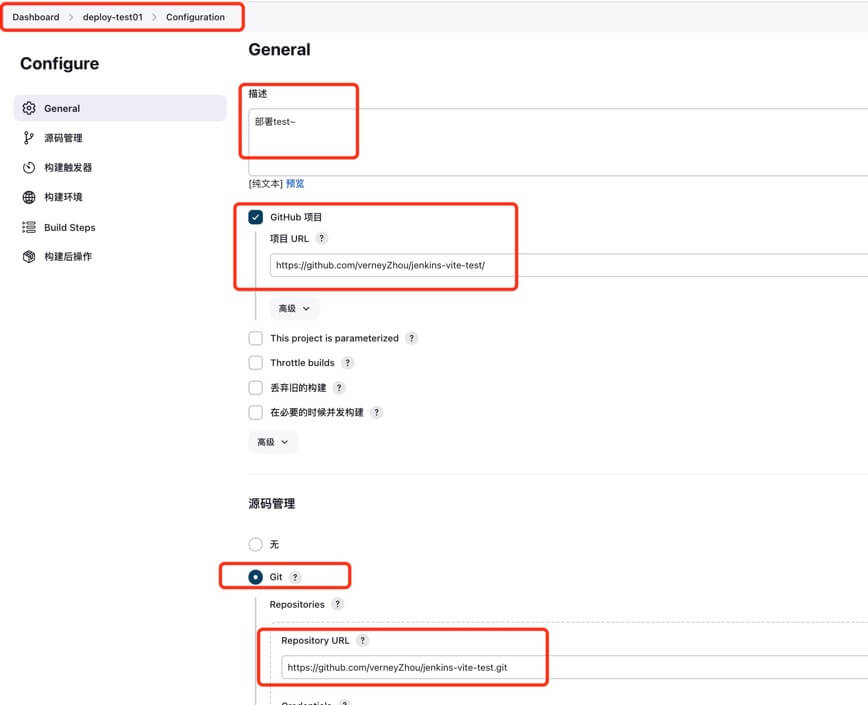 Dashboard > deploy-test01 > Configuration
Configure
General
源码管理
构建触发器
构建环境
Build Steps
构建后操作
General
描述
部署test~
[纯文本] 预览
GitHub 项目
项目 URL ?
https://github.com/verneyZhou/jenkins-vite-test/
高级
This project is parameterized ?
Throttle builds ?
丢弃旧的构建 ?
在必要的时候并发构建 ?
高级
源码管理
无
Git ?
Repositories ?
Repository URL ?
https://github.com/verneyZhou/jenkins-vite-test.git
Credentials ?